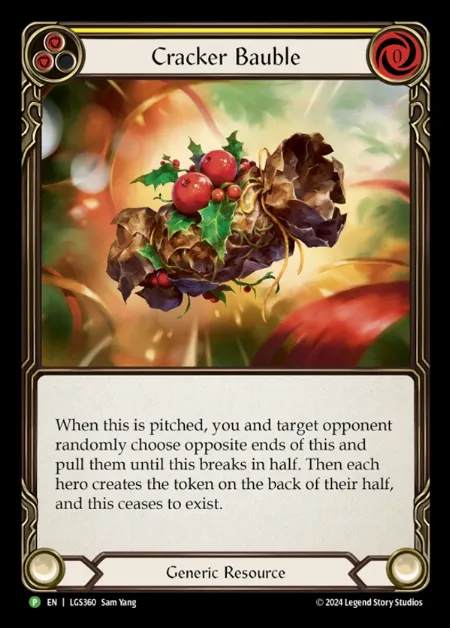 Cracker Bauble
0
When this is pitched, you and target opponent
randomly choose opposite ends of this and
pull them until this breaks in half. Then each
hero creates the token on the back of their half,
and this ceases to exist.
Generic Resource
P EN | LGS360 Sam Yang
© 2024 Legend Story Studios